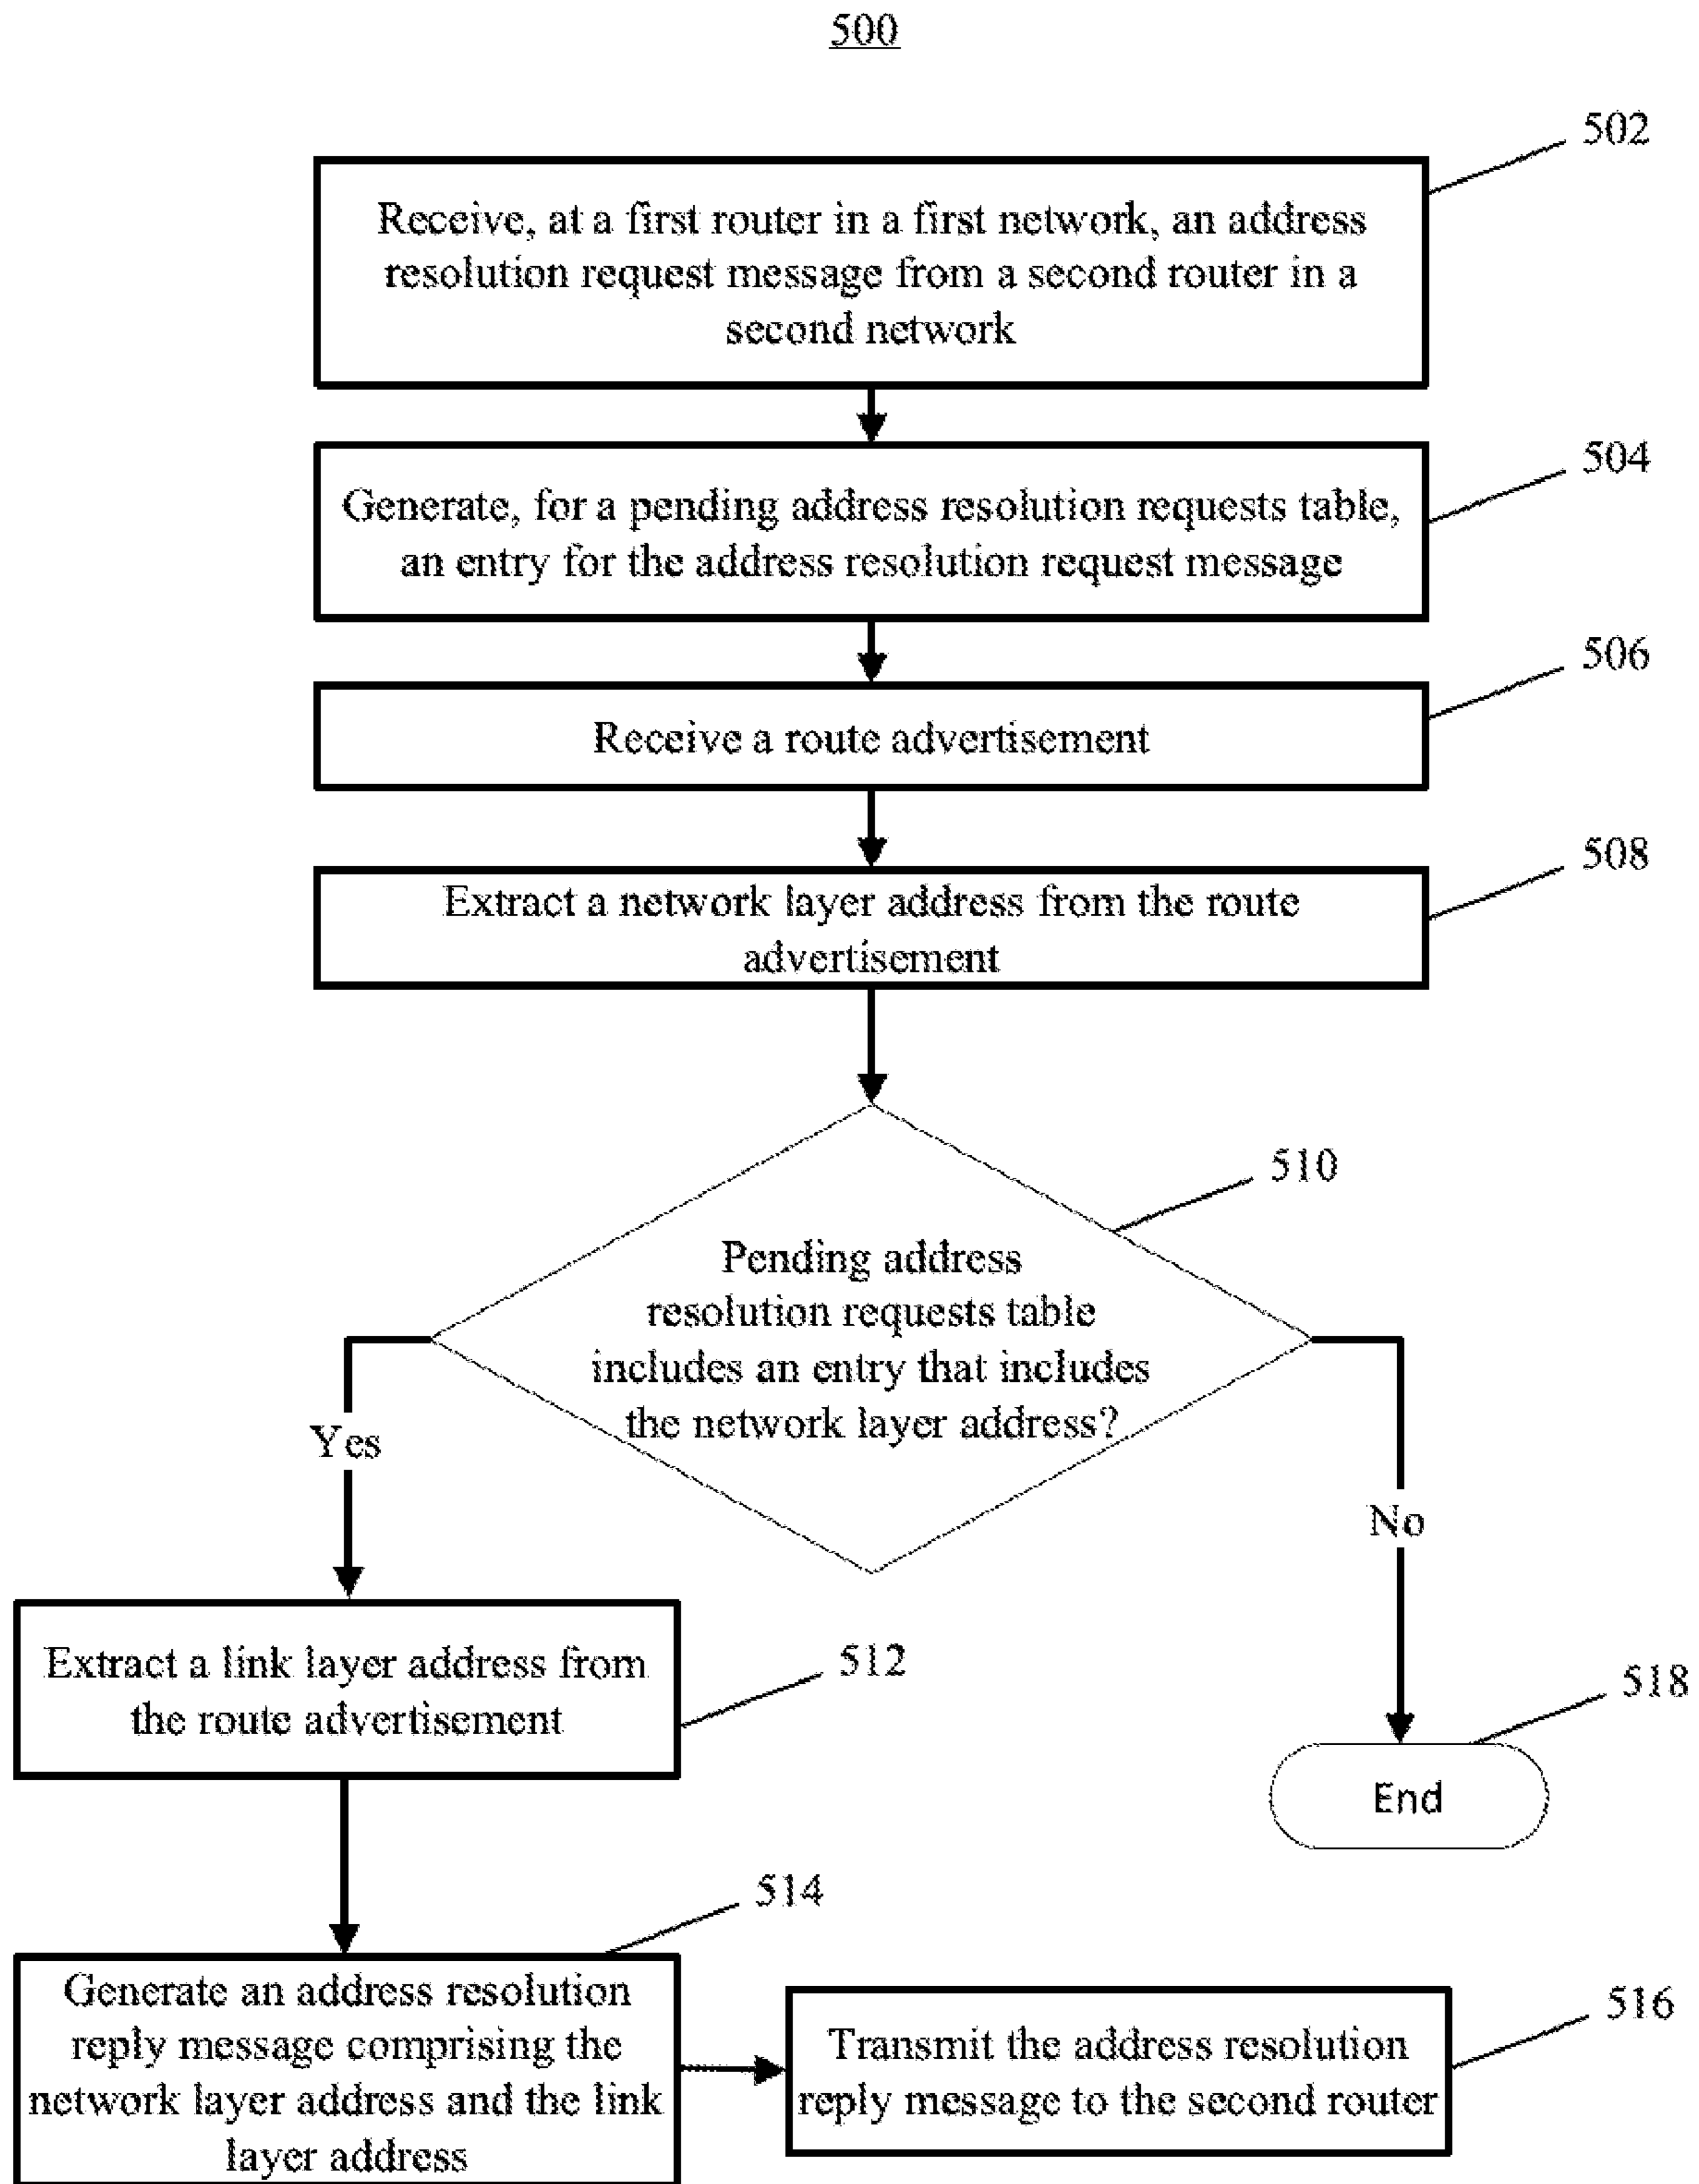 500
502
Receive, at a first router in a first network, an address
resolution request message from a second router in a
second network
504
Generate, for a pending address resolution requests table,
an entry for the address resolution request message
506
Receive a route advertisement
508
Extract a network layer address from the route
advertisement
510
Pending address
resolution requests table
includes an entry that includes
the network layer address?
Yes
No
Extract a link layer address from
the route advertisement
512
518
End
514
Generate an address resolution
reply message comprising the
network layer address and the link
layer address
516
Transmit the address resolution
reply message to the second router